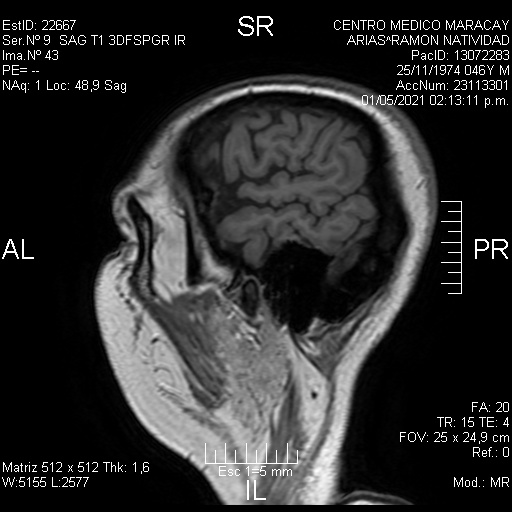 EstID: 22667
Ser.Nº 9 SAG T1 3DFSPGR IR
Ima.Nº 43
PE= --
NAq: 1 Loc: 48,9 Sag
SR
CENTRO MEDICO MARACAY
ARIAS^RAMON NATIVIDAD
PacID: 13072283
25/11/1974 046Y M
AccNum: 23113301
01/05/2021 02:13:11 p.m.
AL
PR
FA: 20
TR: 15 TE: 4
FOV: 25 x 24,9 cm
Ref.: 0
Matriz 512 x 512 Thk: 1,6
W:5155 L:2577
Esc 1=5 mm
IL
Mod.: MR